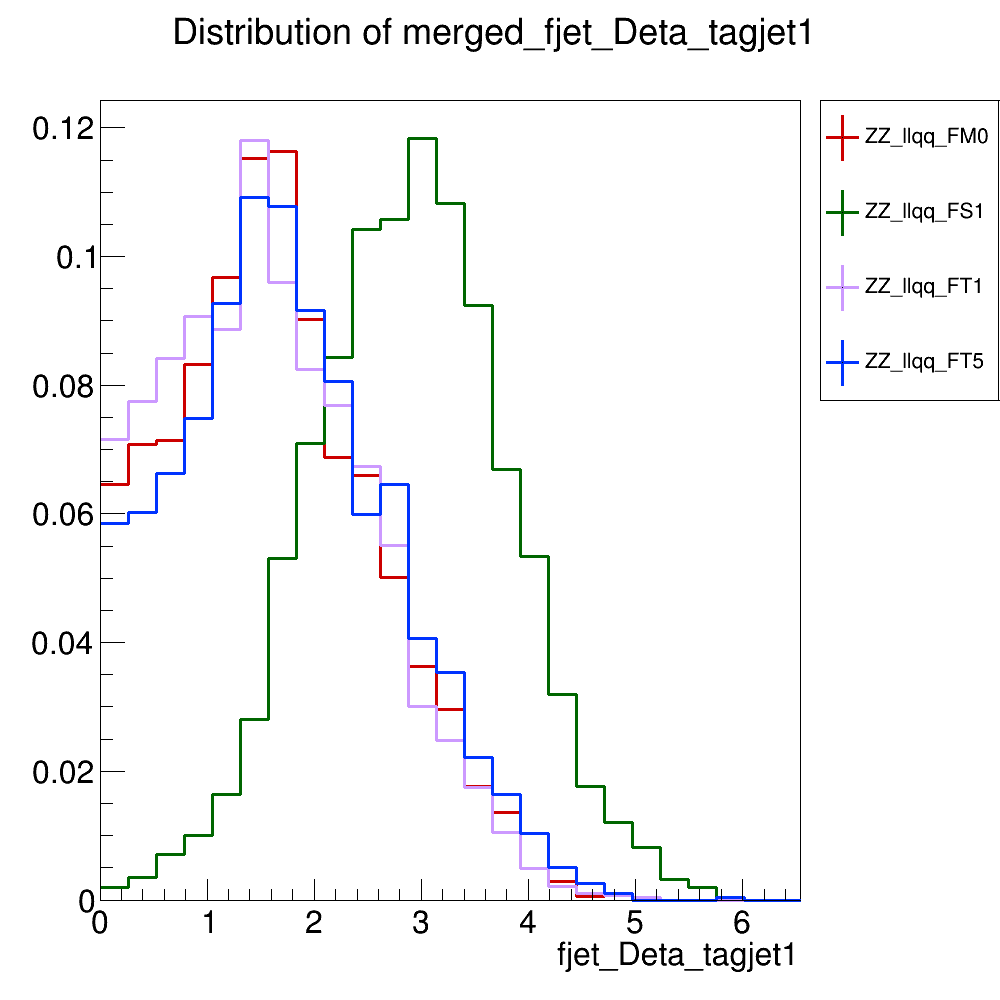 Distribution of merged_fjet_Deta_tagjet1
0.12
0.1
0.08
0.06
0.04
0.02
0
0 1 2 3 4 5 6
fjet_Deta_tagjet1
ZZ_llqq_FM0
ZZ_llqq_FS1
ZZ_llqq_FT1
ZZ_llqq_FT5